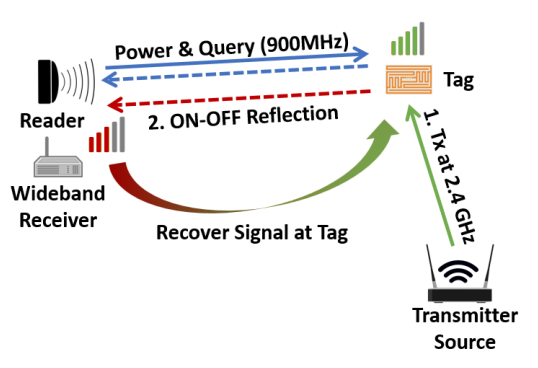 Power & Query (900MHz)
Tag
Reader
2. ON-OFF Reflection
1. Tx at 2.4 GHz
Wideband
Receiver
Recover Signal at Tag
Transmitter
Source